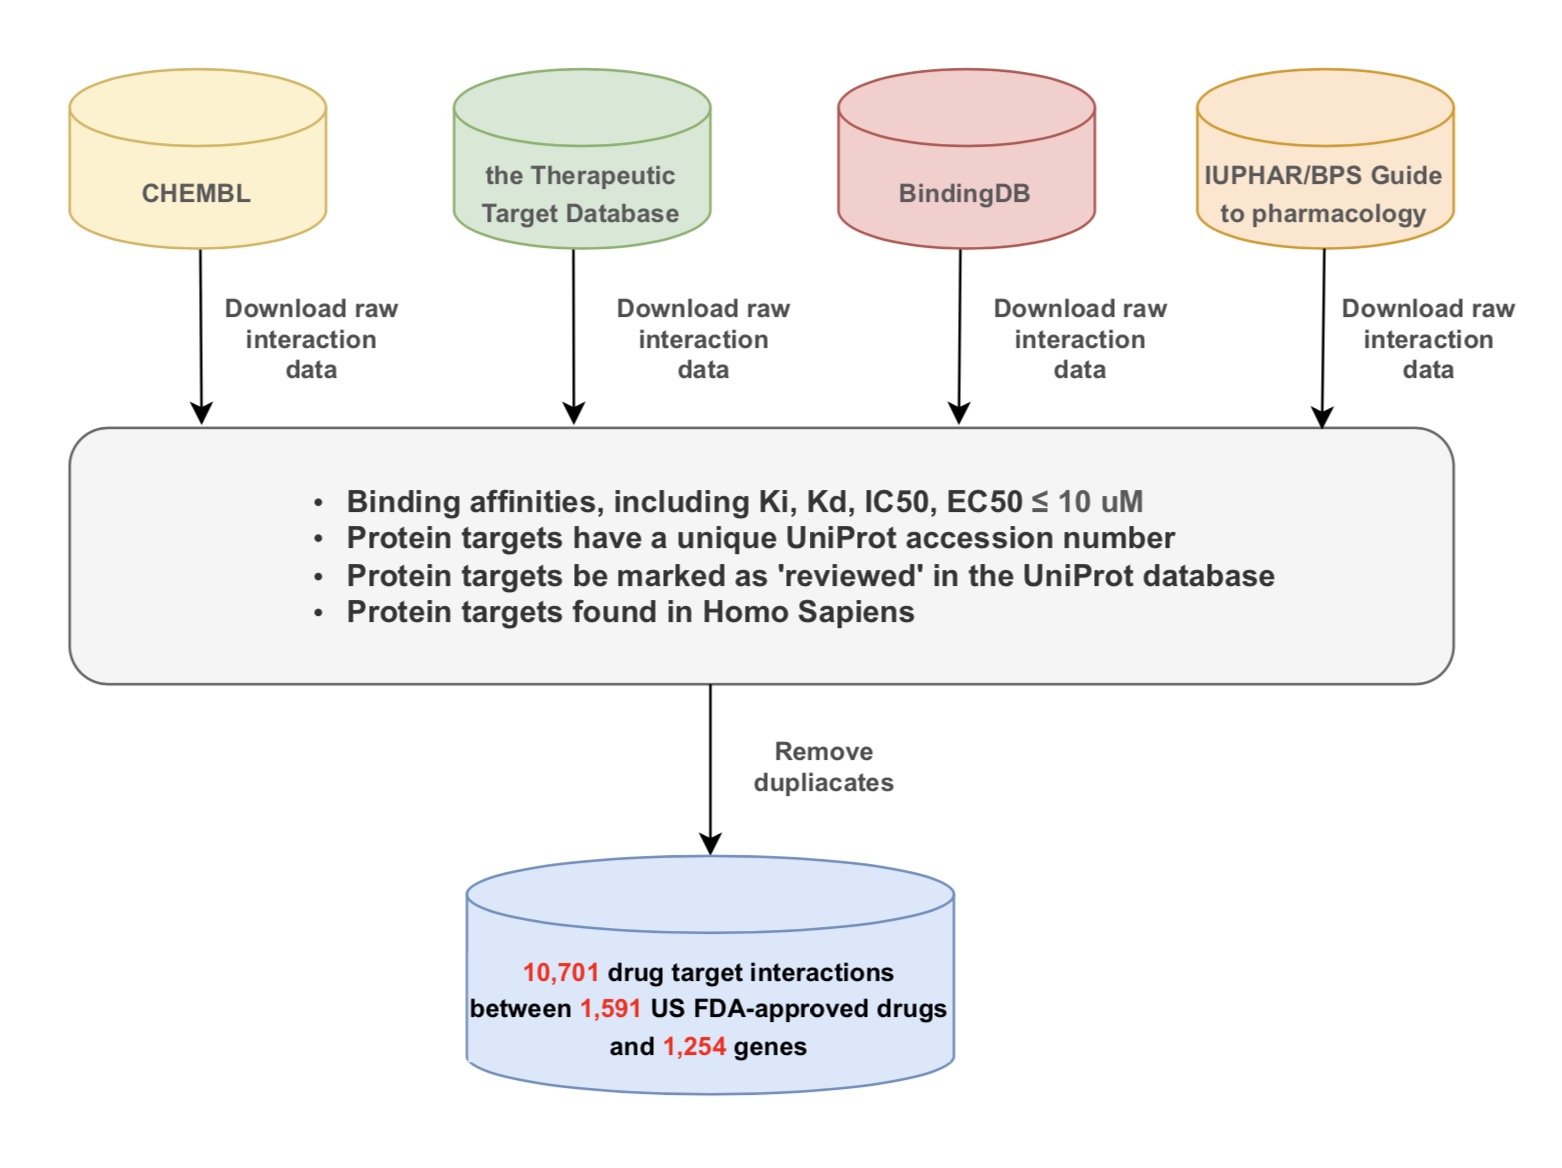 CHEMBL
the Therapeutic
Target Database
BindingDB
IUPHAR/BPS Guide
to pharmacology
Download raw
interaction
data
Download raw
interaction
data
Download raw
interaction
data
Download raw
interaction
data
• Binding affinities, including Ki, Kd, IC50, EC50 ≤ 10 uM
• Protein targets have a unique UniProt accession number
• Protein targets be marked as 'reviewed' in the UniProt database
• Protein targets found in Homo Sapiens
Remove
dupliacates
10,701 drug target interactions
between 1,591 US FDA-approved drugs
and 1,254 genes